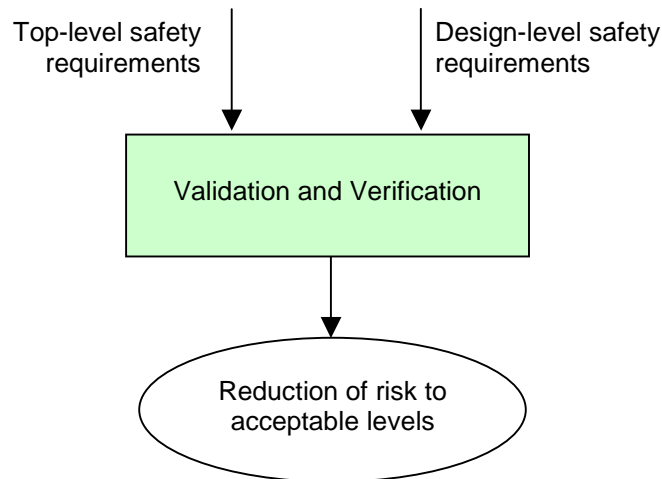 Top-level safety
requirements
Design-level safety
requirements
Validation and Verification
Reduction of risk to
acceptable levels